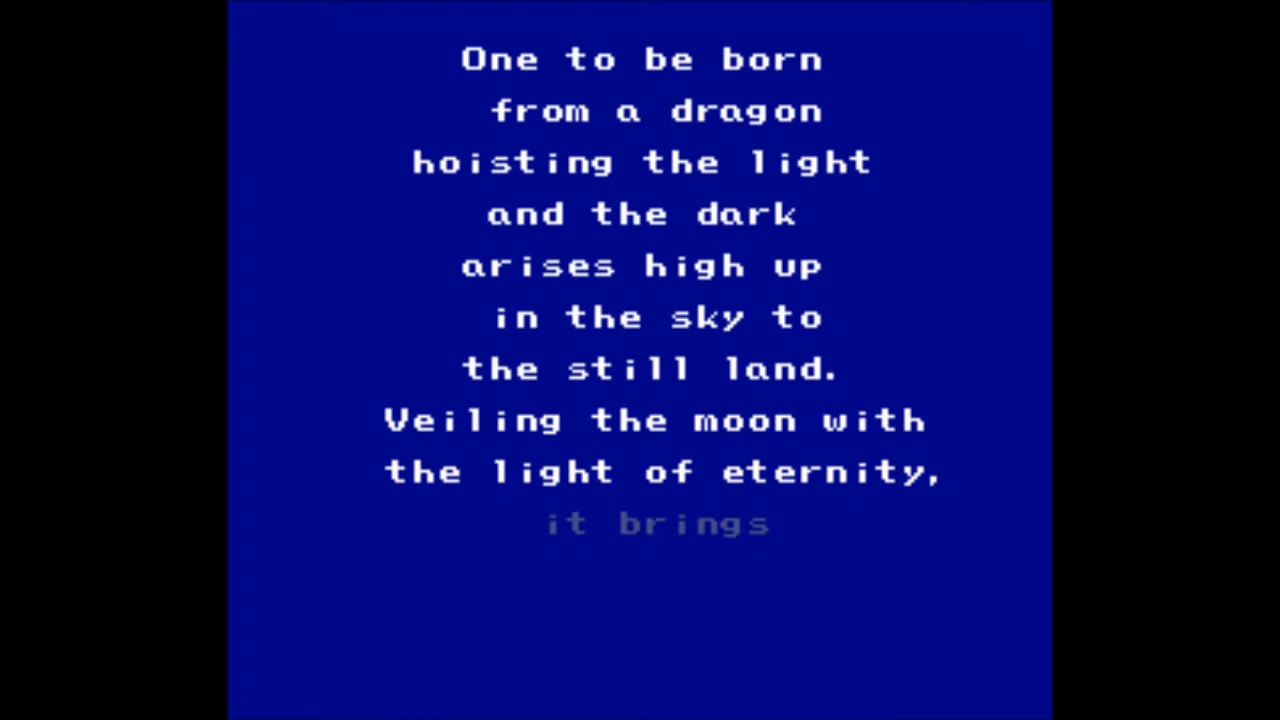 One to be born
from a dragon
hoisting the light
and the dark
arises high up
in the sky to
the still land.
Veiling the moon with
the light of eternity,
it brings